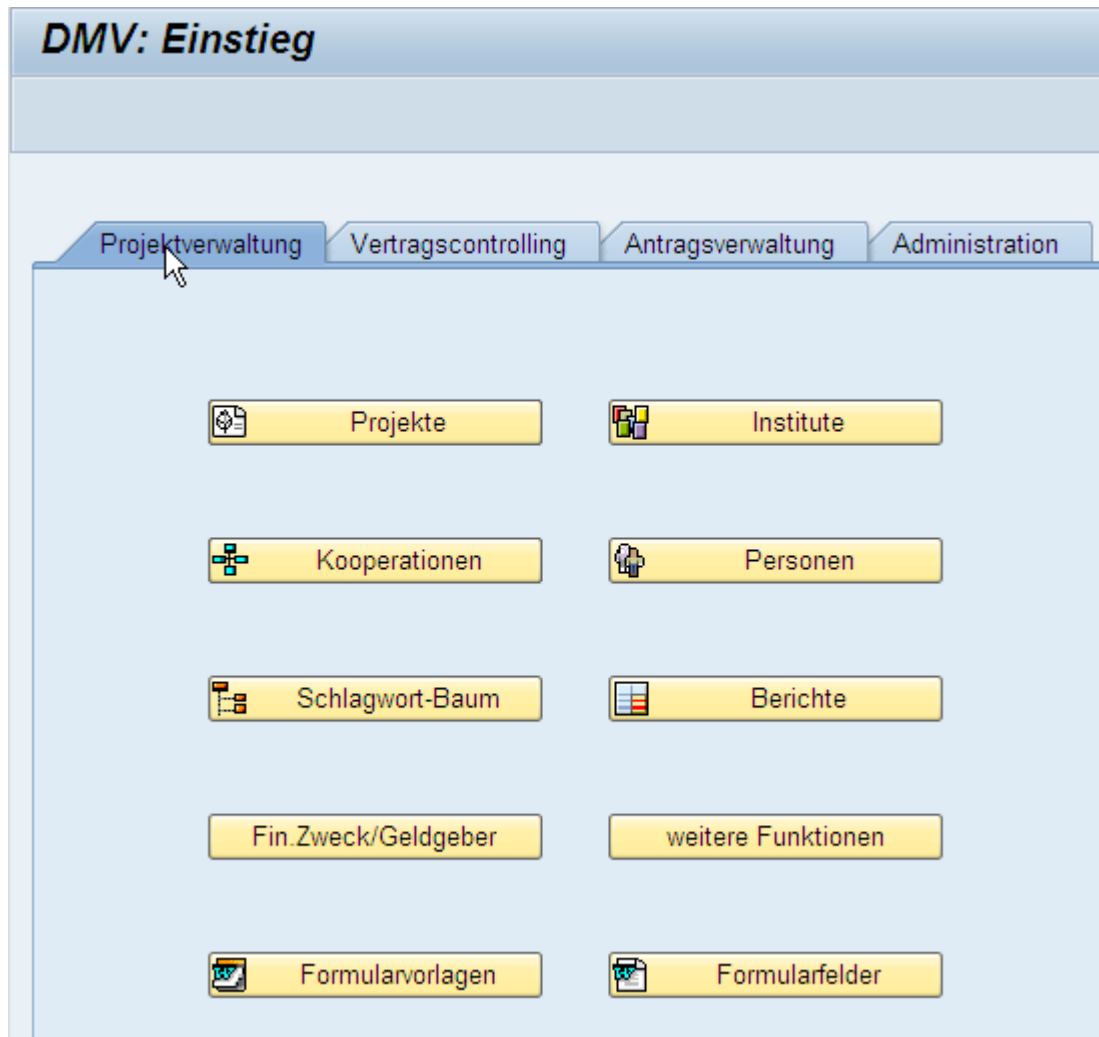 DMV: Einstieg
Projektverwaltung Vertragscontrolling Antragsverwaltung Administration
Projekte Institute
Kooperationen Personen
Schlagwort-Baum Berichte
Fin.Zweck/Geldgeber weitere Funktionen
Formularvorlagen Formularfelder